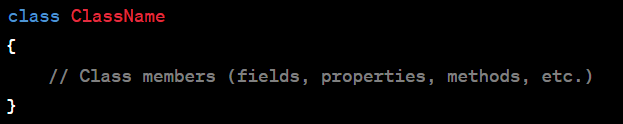 class ClassName
{
    // Class members (fields, properties, methods, etc.)
}